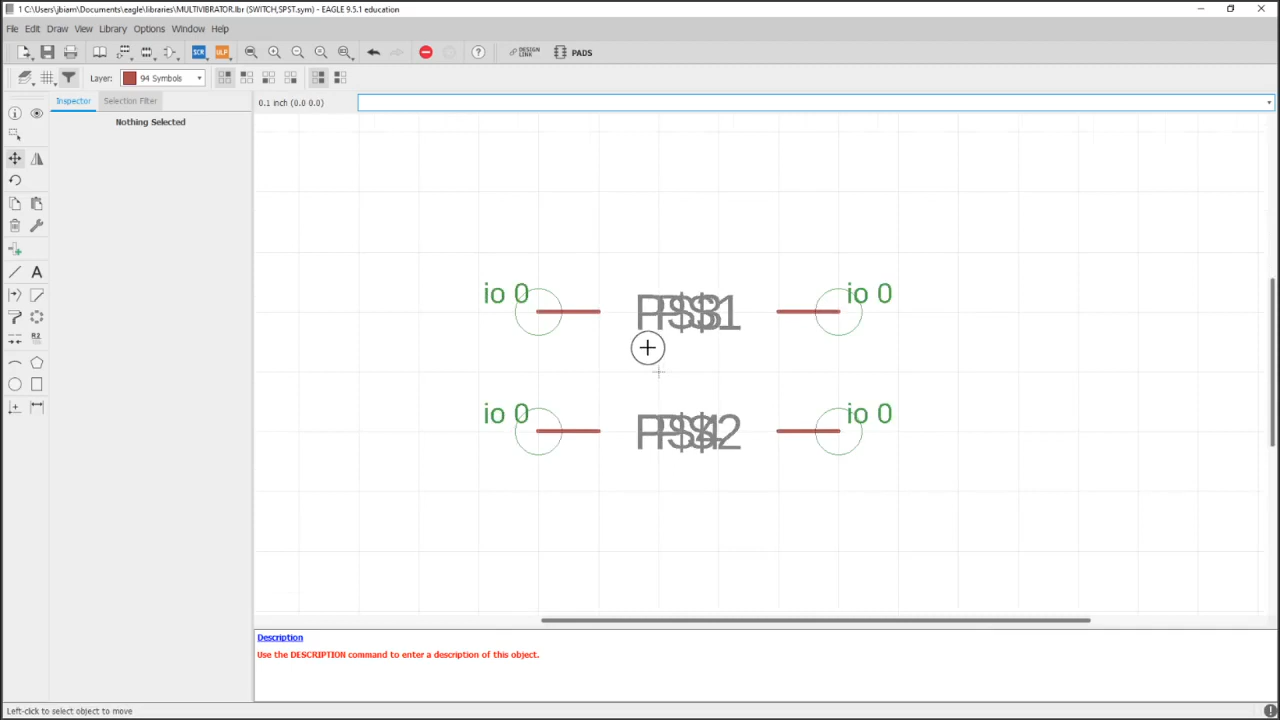 1 C:\Users\jbiam\Documents\eagle\libraries\MULTIVIBRATOR.lbr (SWITCH,SPST.sym) - EAGLE 9.5.1 education
File Edit Draw View Library Options Window Help
SCR ULP DESIGN LINK PADS
Layer: 94 Symbols
Inspector Selection Filter 0.1 inch (0.0 0.0)
Nothing Selected
io 0 io 0
io 0 io 0
R2
Description
Use the DESCRIPTION command to enter a description of this object.
Left-click to select object to move